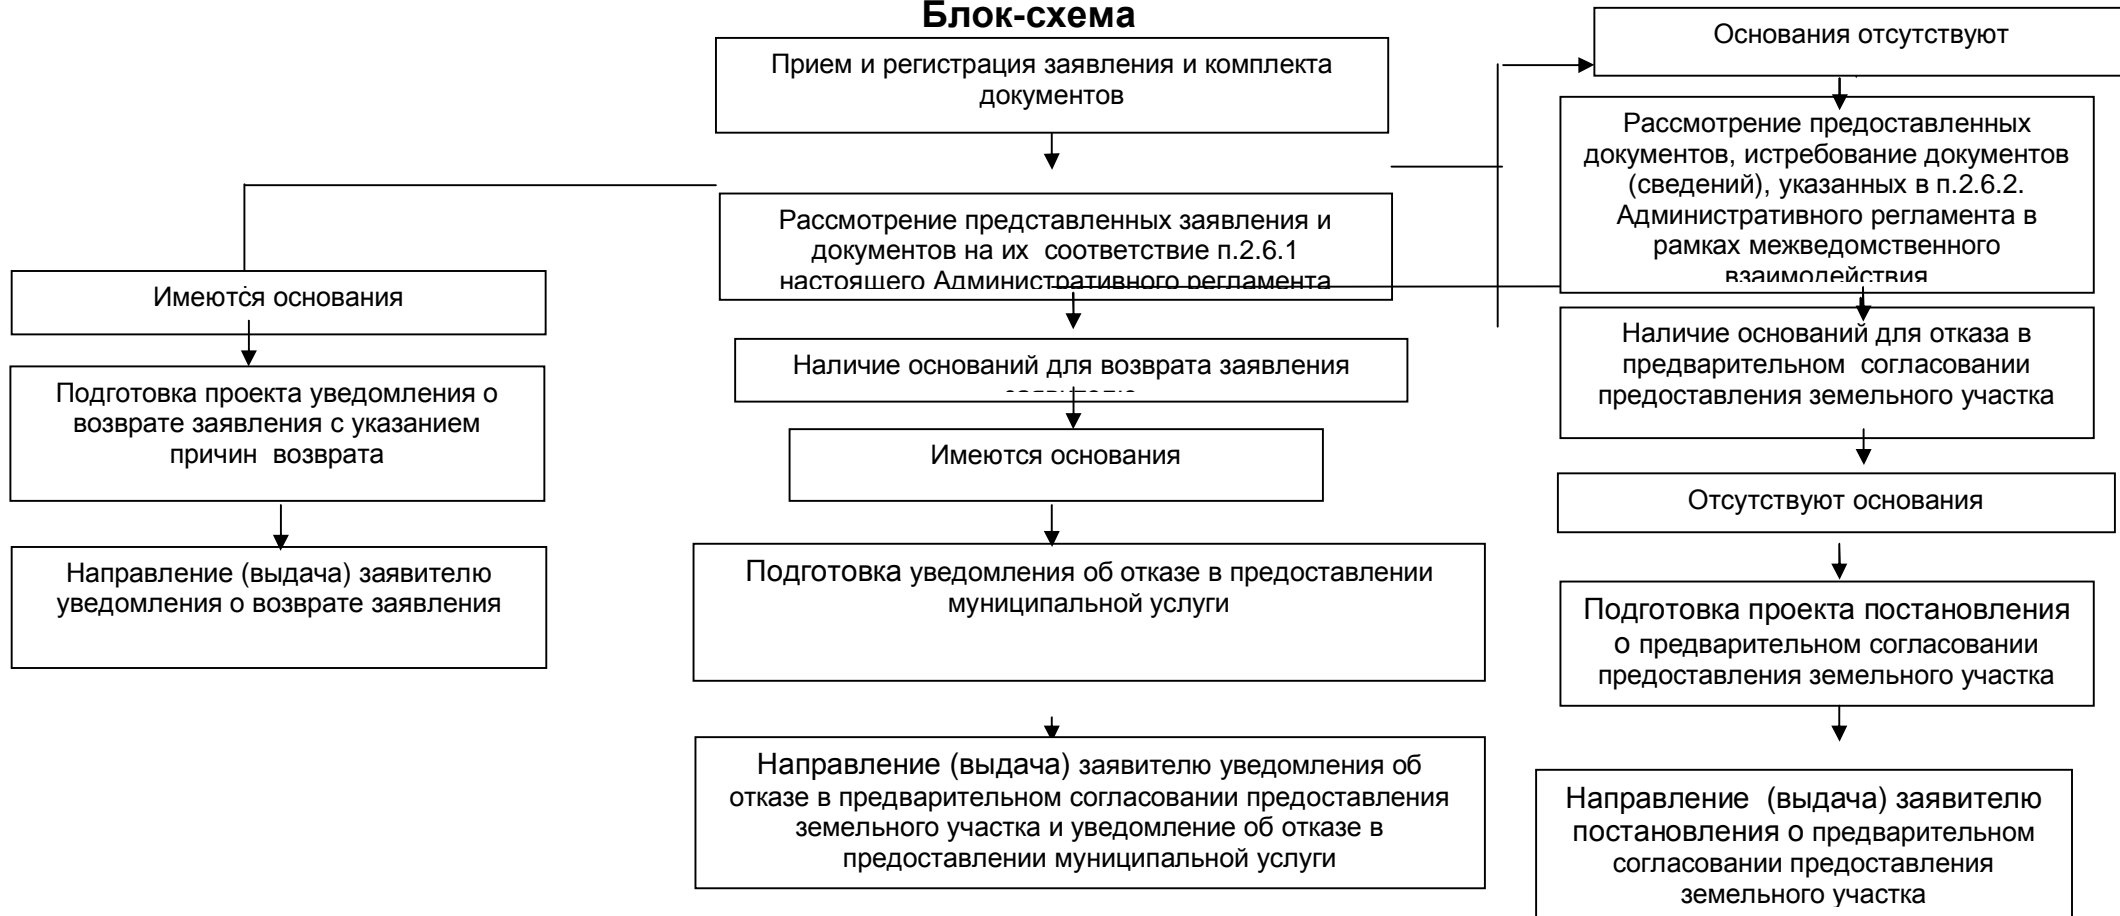 Блок-схема
Прием и регистрация заявления и комплекта
документов
Рассмотрение представленных заявления и
документов на их соответствие п.2.6.1
настоящего Административного регламента
Наличие оснований для возврата заявления
заявителю
Имеются основания
Подготовка уведомления об отказе в предоставлении
муниципальной услуги
Направление (выдача) заявителю уведомления об
отказе в предварительном согласовании предоставления
земельного участка и уведомление об отказе в
предоставлении муниципальной услуги
Имеются основания
Подготовка проекта уведомления о
возврате заявления с указанием
причин возврата
Направление (выдача) заявителю
уведомления о возврате заявления
Основания отсутствуют
Рассмотрение предоставленных
документов, истребование документов
(сведений), указанных в п.2.6.2.
Административного регламента в
рамках межведомственного
взаимодействия
Наличие оснований для отказа в
предварительном согласовании
предоставления земельного участка
Отсутствуют основания
Подготовка проекта постановления
о предварительном согласовании
предоставления земельного участка
Направление (выдача) заявителю
постановления о предварительном
согласовании предоставления
земельного участка